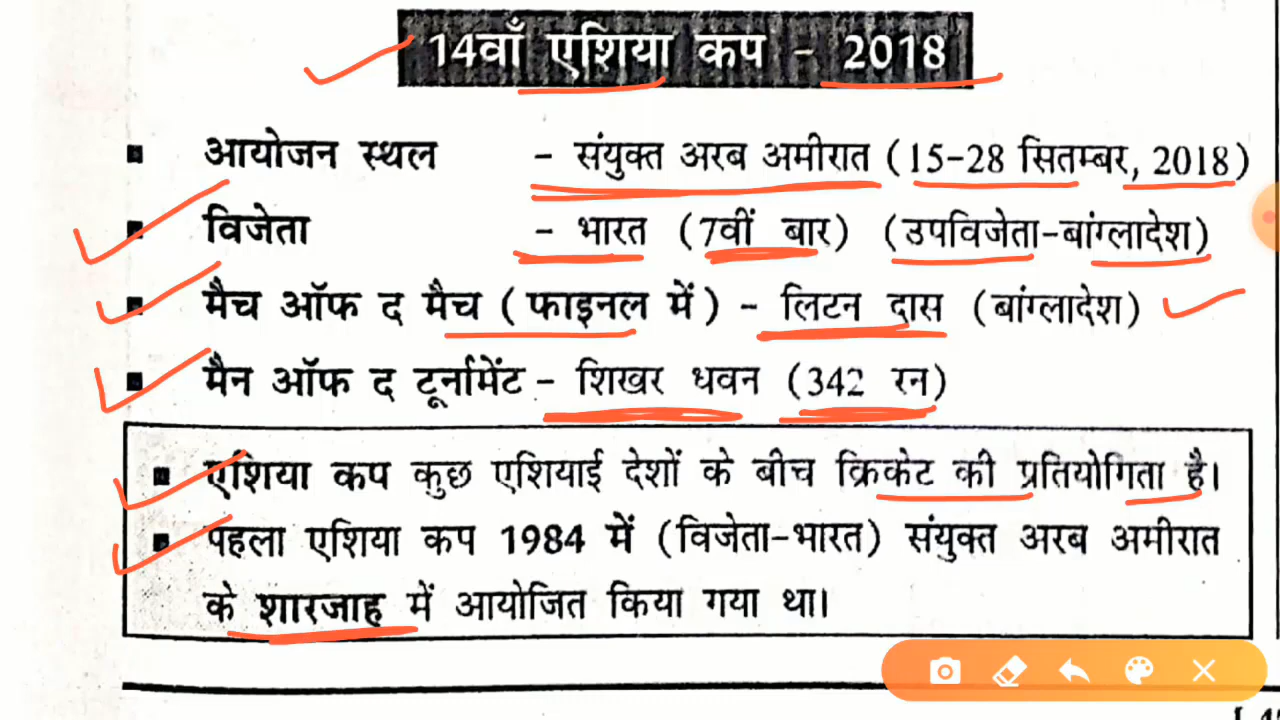 14वाँ एशिया कप - 2018
▪ आयोजन स्थल - संयुक्त अरब अमीरात (15-28 सितम्बर, 2018)
▪ विजेता - भारत (7वीं बार) (उपविजेता-बांग्लादेश)
▪ मैच ऑफ द मैच (फाइनल में) - लिटन दास (बांग्लादेश)
▪ मैन ऑफ द टूर्नामेंट - शिखर धवन (342 रन)
▪ एशिया कप कुछ एशियाई देशों के बीच क्रिकेट की प्रतियोगिता है।
▪ पहला एशिया कप 1984 में (विजेता-भारत) संयुक्त अरब अमीरात
के शारजाह में आयोजित किया गया था।